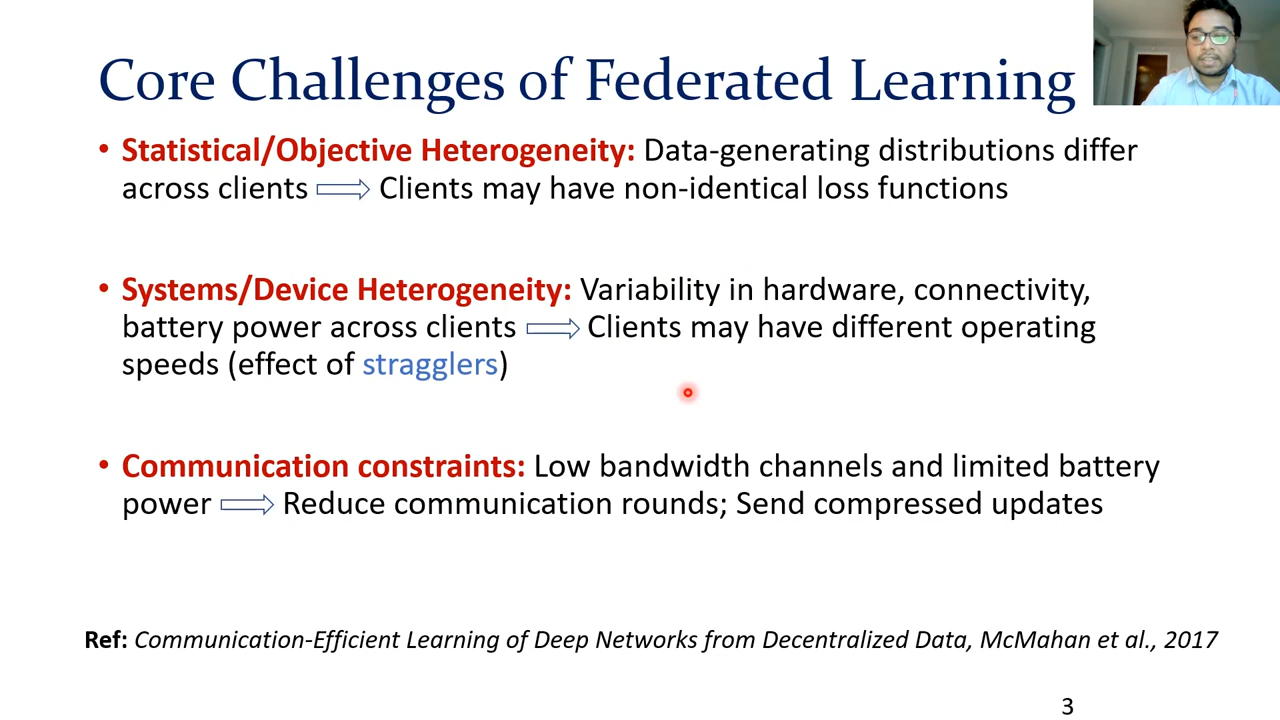 Core Challenges of Federated Learning
• Statistical/Objective Heterogeneity: Data-generating distributions differ
across clients ⟹ Clients may have non-identical loss functions
• Systems/Device Heterogeneity: Variability in hardware, connectivity,
battery power across clients ⟹ Clients may have different operating
speeds (effect of stragglers)
• Communication constraints: Low bandwidth channels and limited battery
power ⟹ Reduce communication rounds; Send compressed updates
Ref: Communication-Efficient Learning of Deep Networks from Decentralized Data, McMahan et al., 2017
3